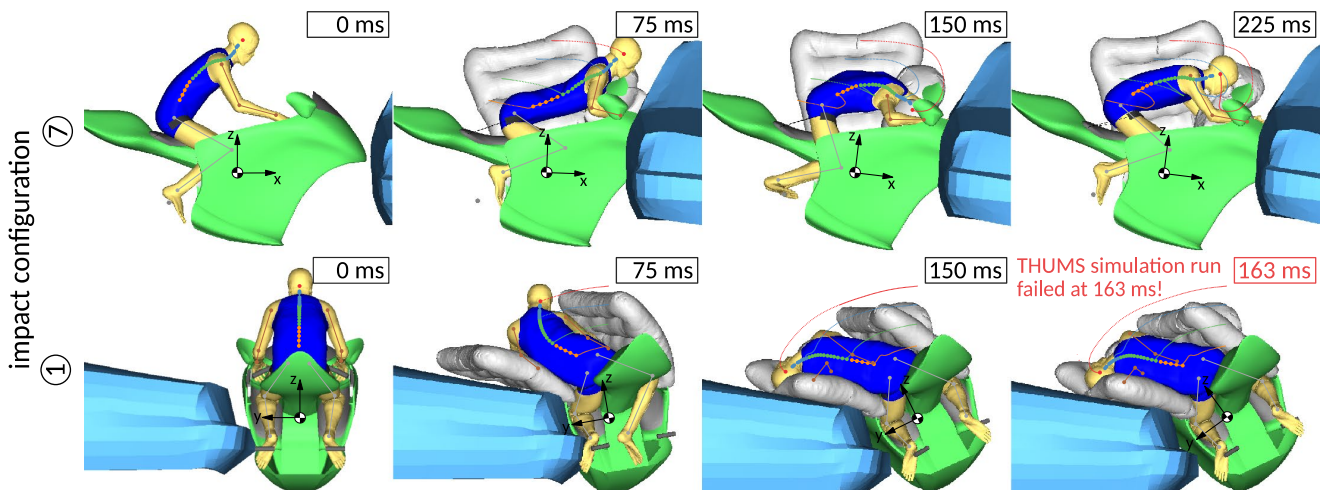 impact configuration
⑦
0 ms
75 ms
150 ms
225 ms
z
x
z
x
z
x
z
x
①
0 ms
75 ms
150 ms
THUMS simulation run
failed at 163 ms!
163 ms
z
y
z
y
z
y
z
y